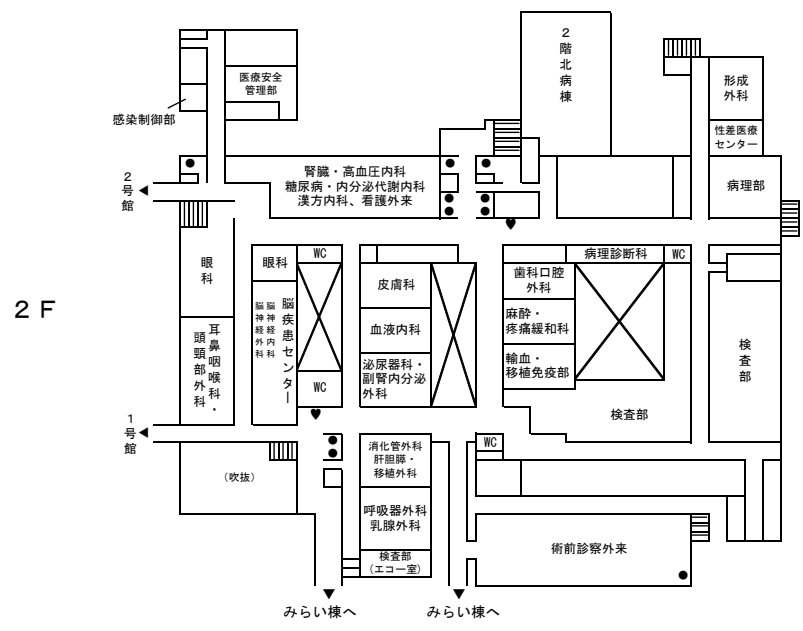 2階北病棟
医療安全
管理部
感染制御部
形成
外科
性差医療
センター
2号館
腎臓・高血圧内科
糖尿病・内分泌代謝内科
漢方内科、看護外来
病理部
眼科
眼科
WC
病理診断科
WC
皮膚科
歯科口腔
外科
2F
脳疾患センター
脳神経内科
脳神経外科
血液内科
麻酔・
疼痛緩和科
耳鼻咽喉科・
頭頸部外科
泌尿器科・
副腎内分泌
外科
輸血・
移植免疫部
検査部
WC
検査部
1号館
消化管外科
肝胆膵・
移植外科
WC
(吹抜)
呼吸器外科
乳腺外科
検査部
(エコー室)
術前診察外来
みらい棟へ
みらい棟へ